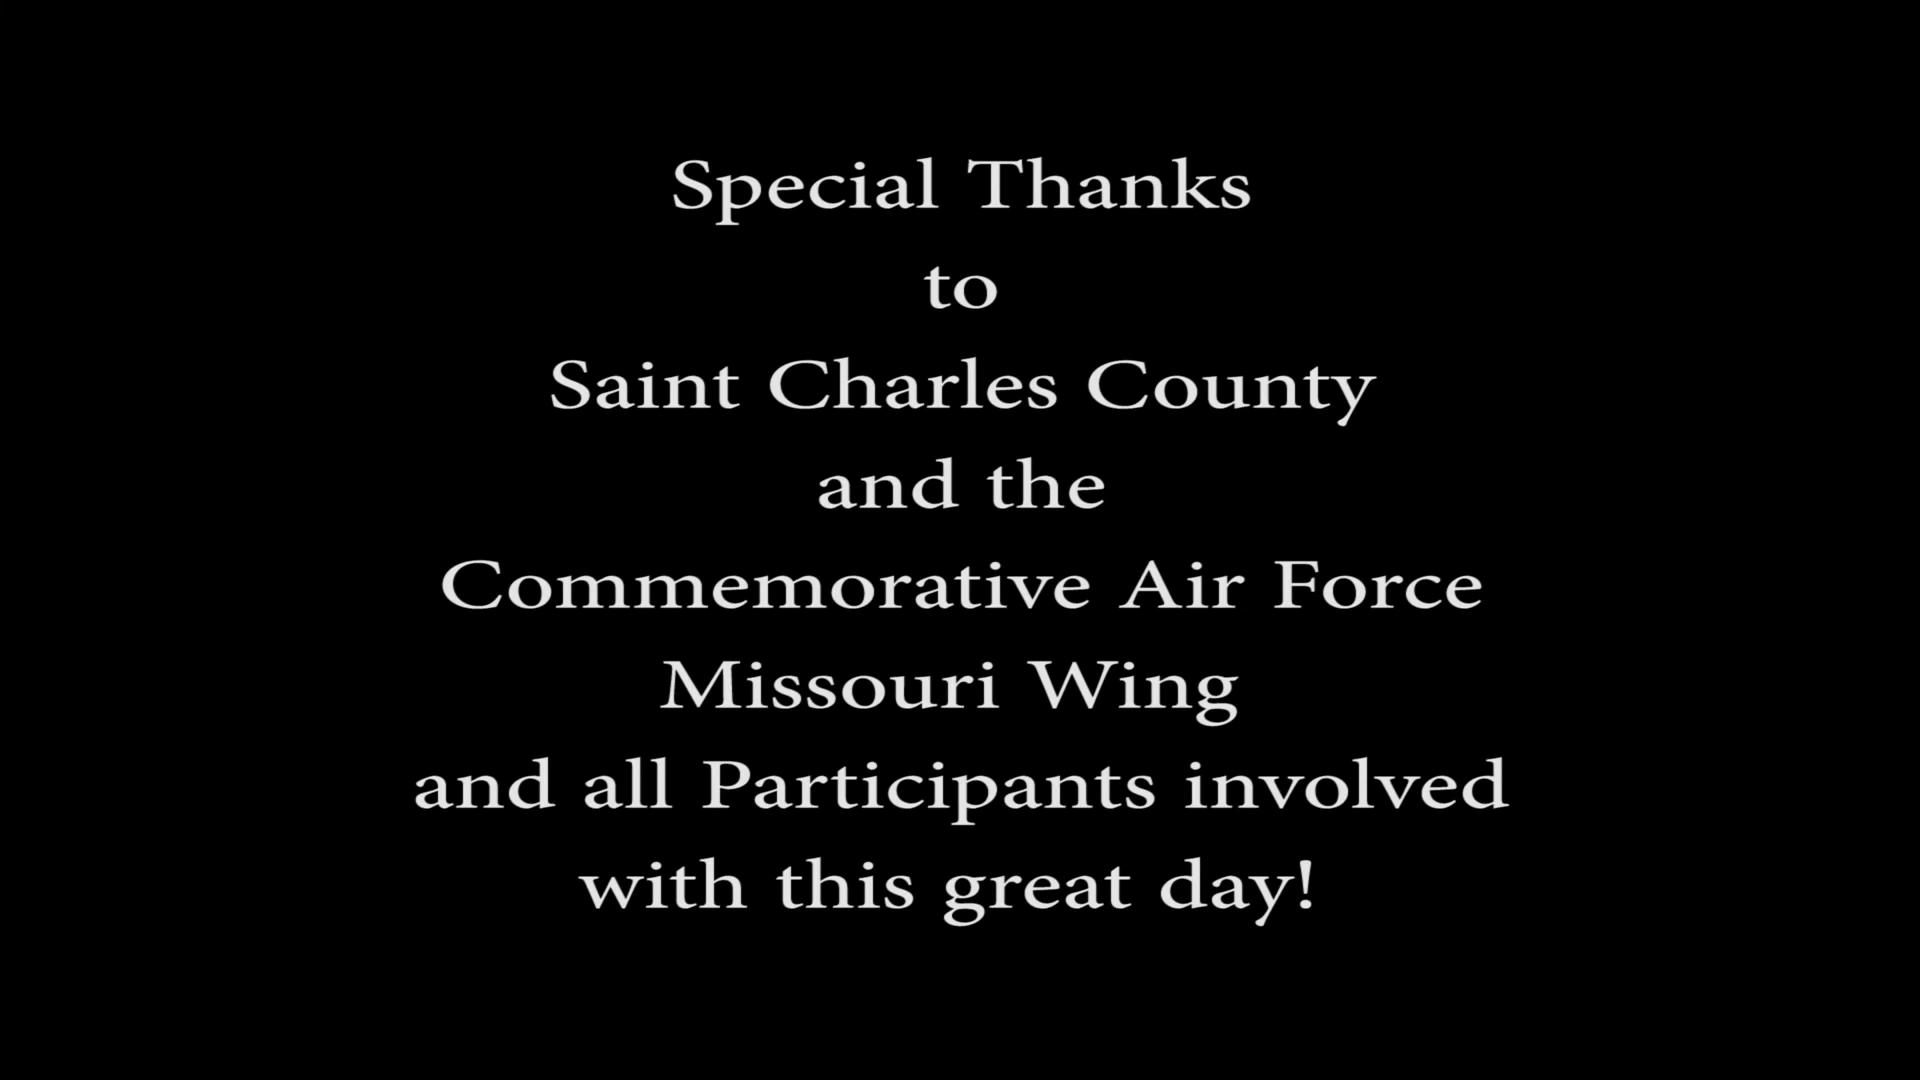 Special Thanks
to
Saint Charles County
and the
Commemorative Air Force
Missouri Wing
and all Participants involved
with this great day!